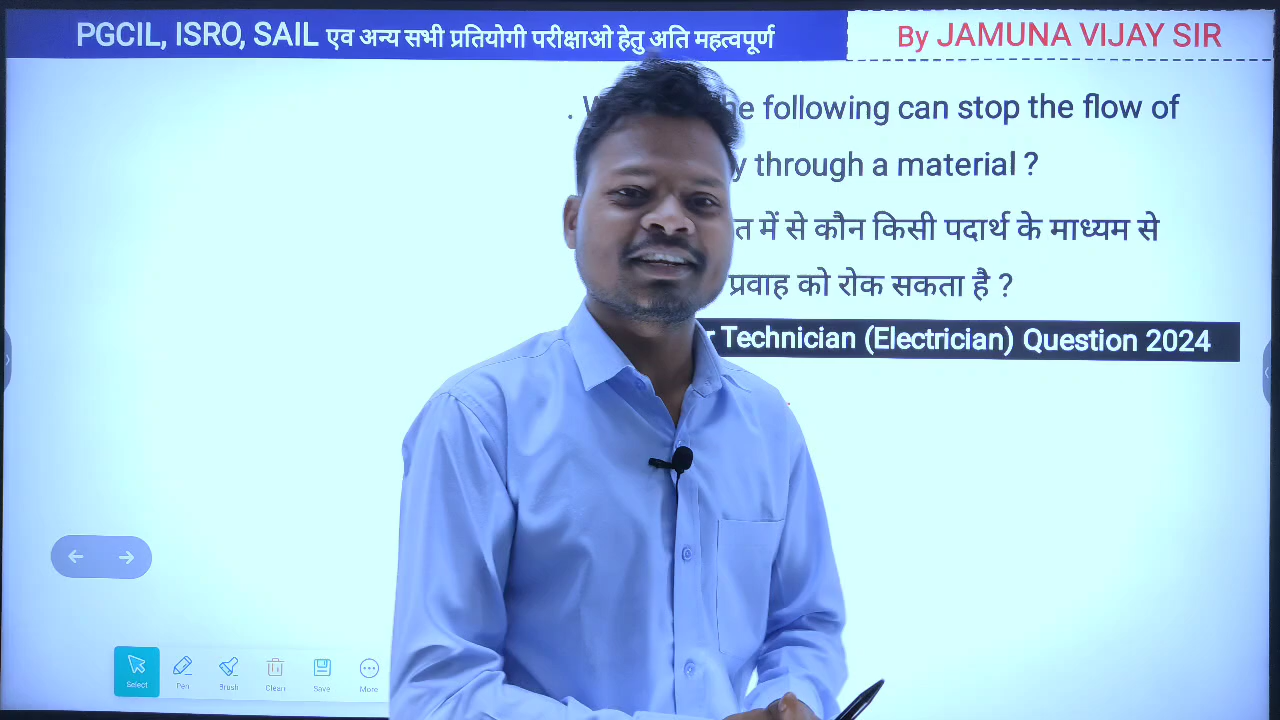 PGCIL, ISRO, SAIL एव अन्य सभी प्रतियोगी परीक्षाओ हेतु अति महत्वपूर्ण
By JAMUNA VIJAY SIR
the following can stop the flow of
through a material ?
में से कौन किसी पदार्थ के माध्यम से
प्रवाह को रोक सकता है ?
Technician (Electrician) Question 2024
Select
Pen
Brush
Clean
Save
More